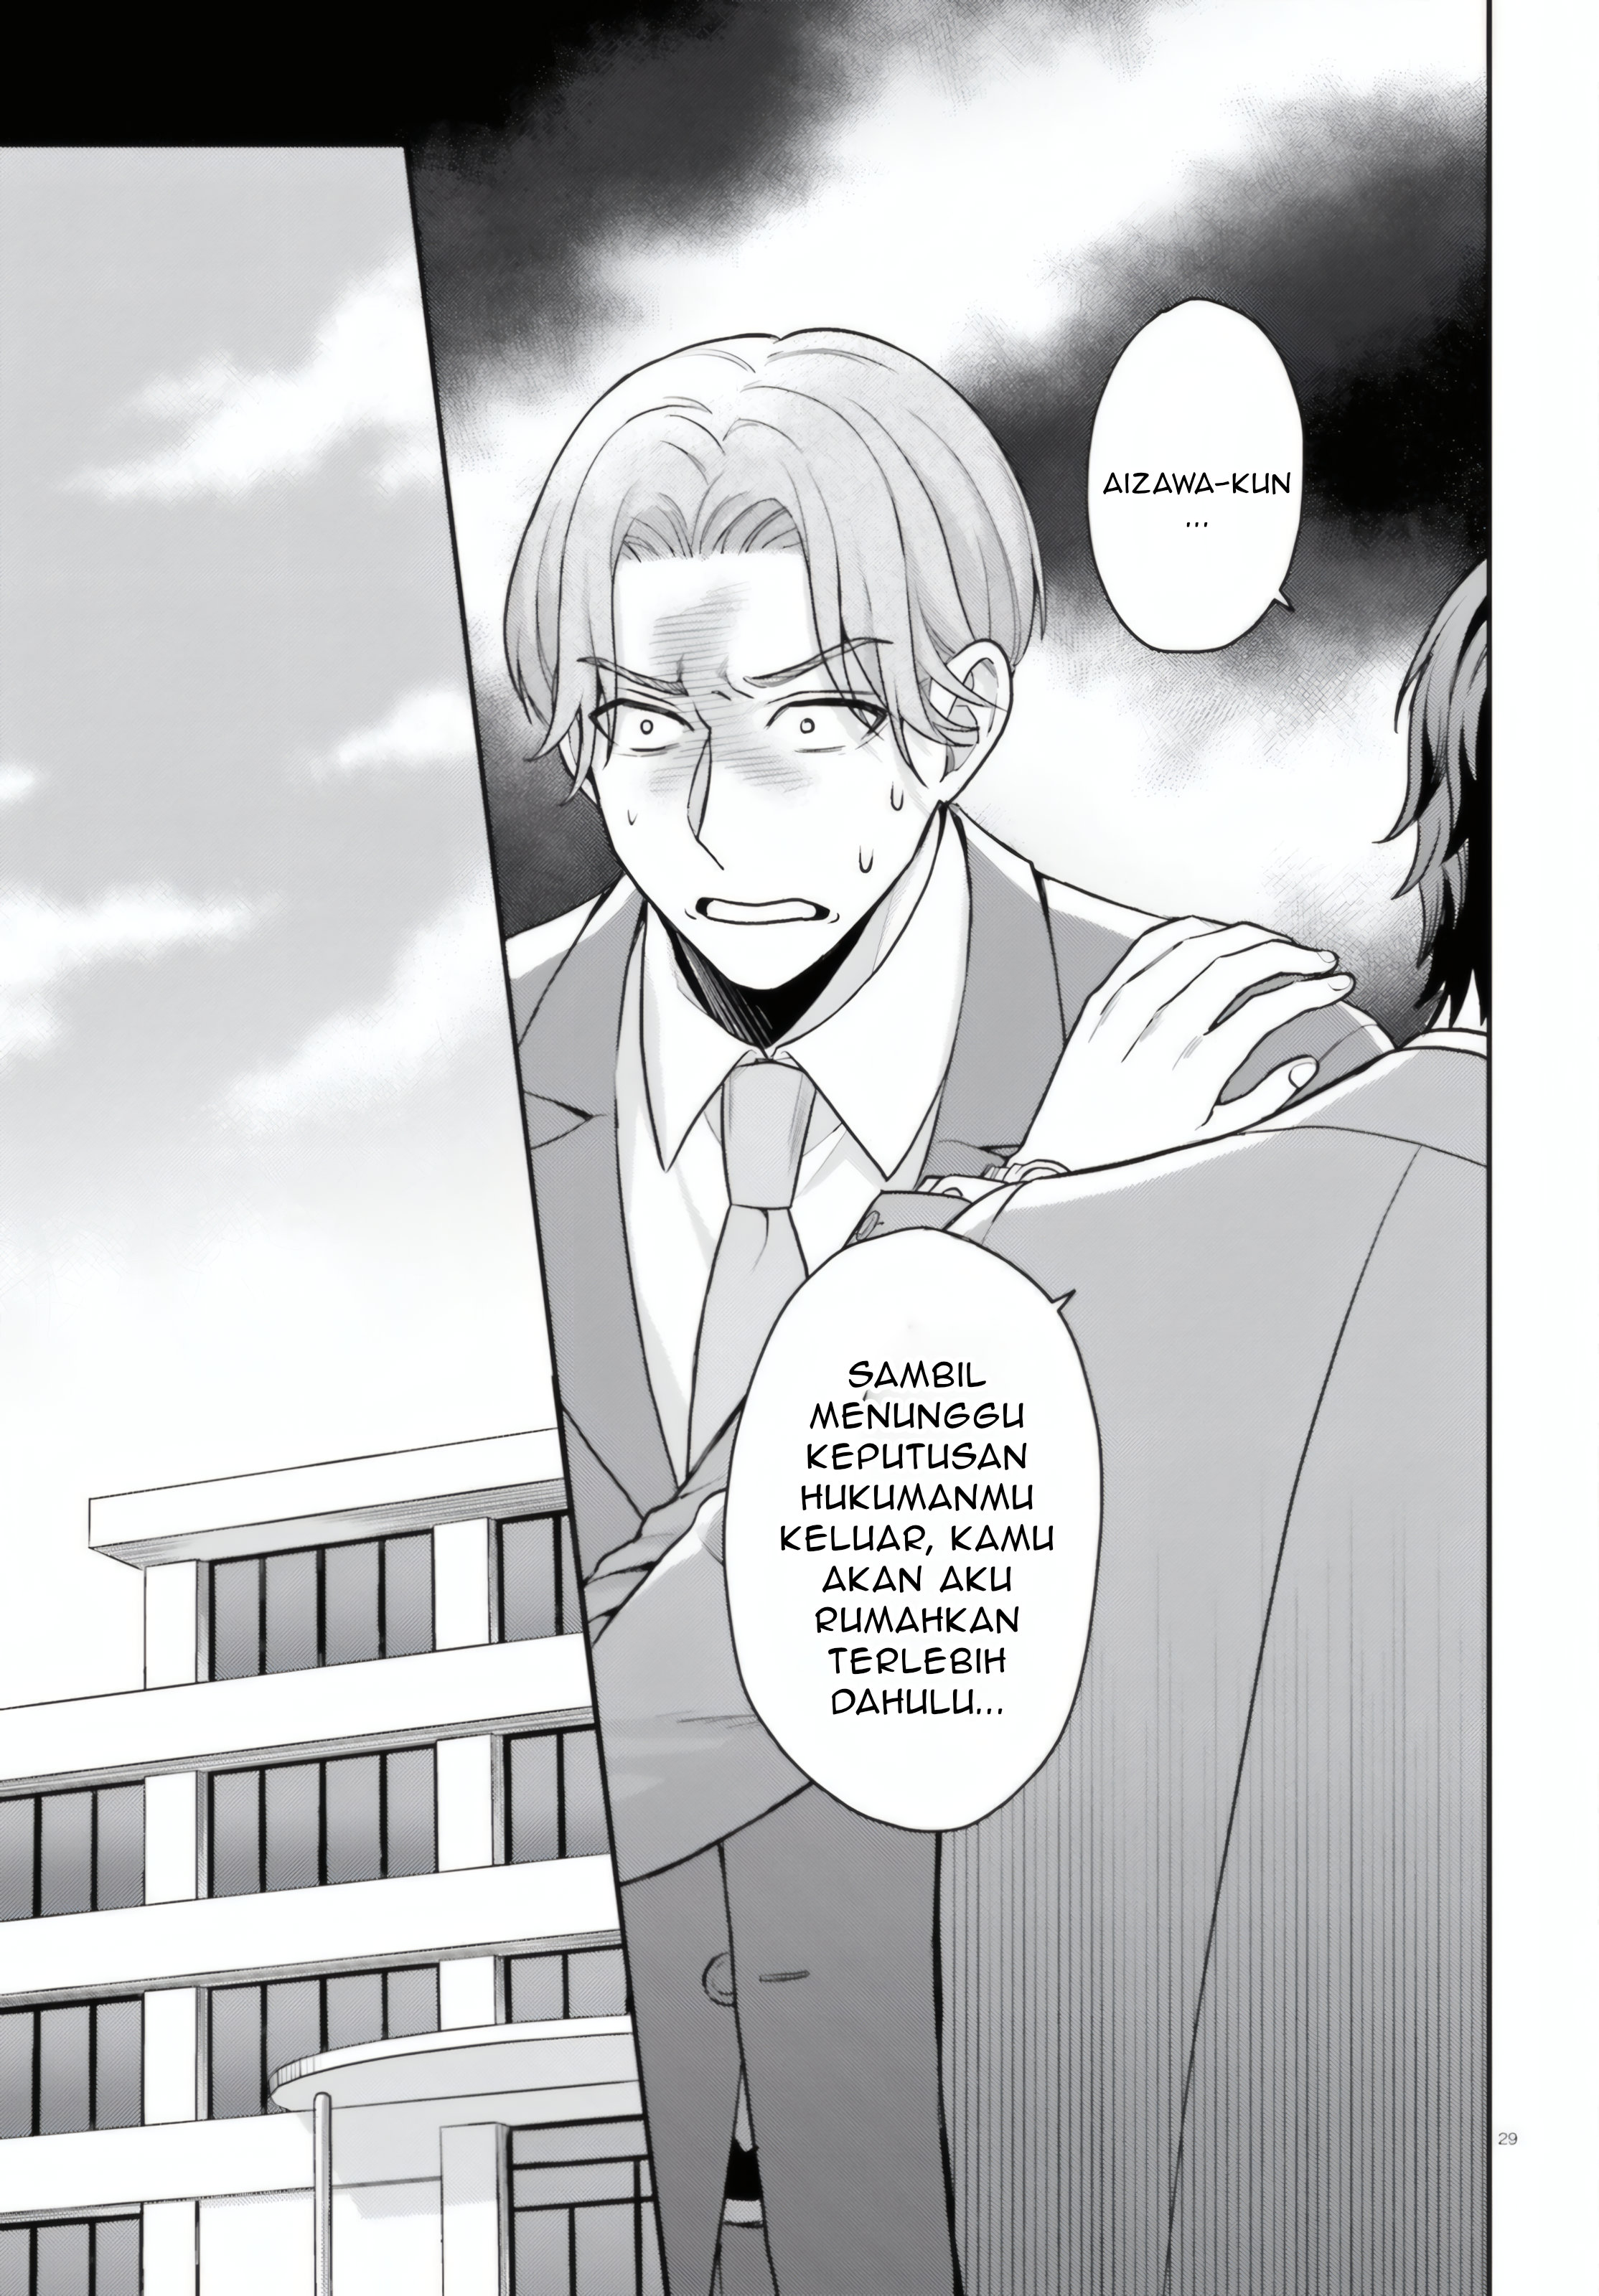 AIZAWA-KUN
...
SAMBIL
MENUNGGU
KEPUTUSAN
HUKUMANMU
KELUAR, KAMU
AKAN AKU
RUMAHKAN
TERLEBIH
DAHULU...
29